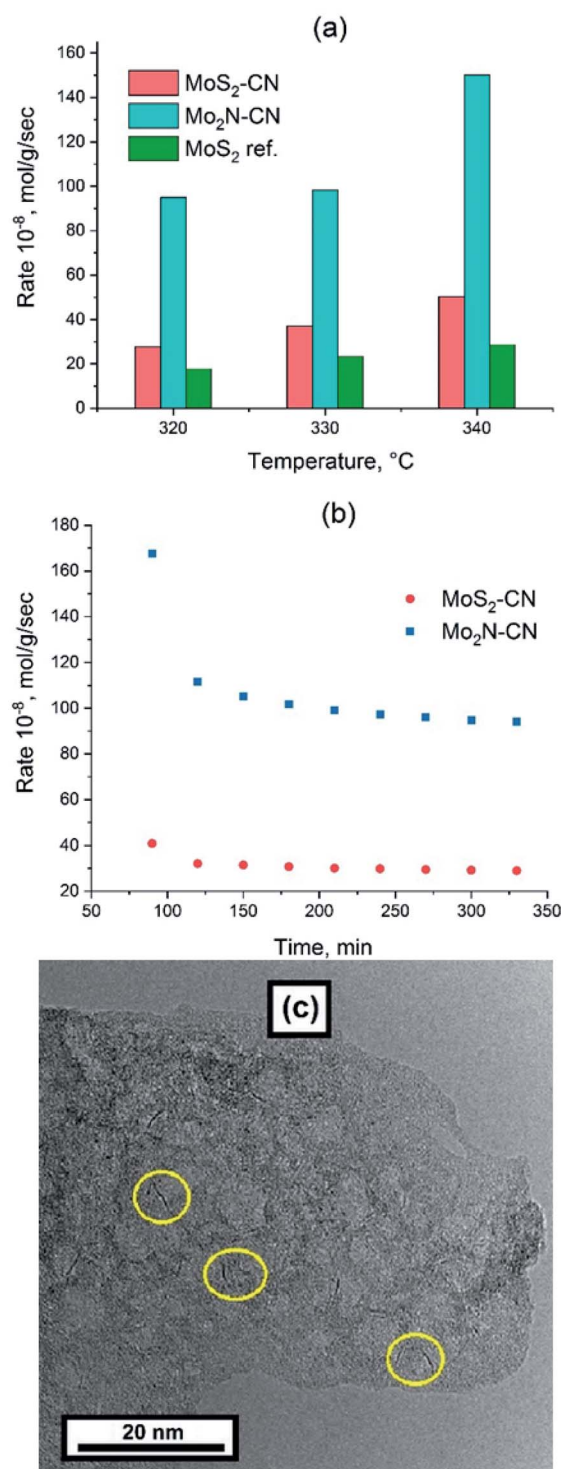 (a)
160
140
120
100
80
60
40
20
0
Rate 10⁻⁸, mol/g/sec
MoS₂-CN
Mo₂N-CN
MoS₂ ref.
320 330 340
Temperature, °C
(b)
180
160
140
120
100
80
60
40
20
Rate 10⁻⁸, mol/g/sec
MoS₂-CN
Mo₂N-CN
50 100 150 200 250 300 350
Time, min
(c)
20 nm